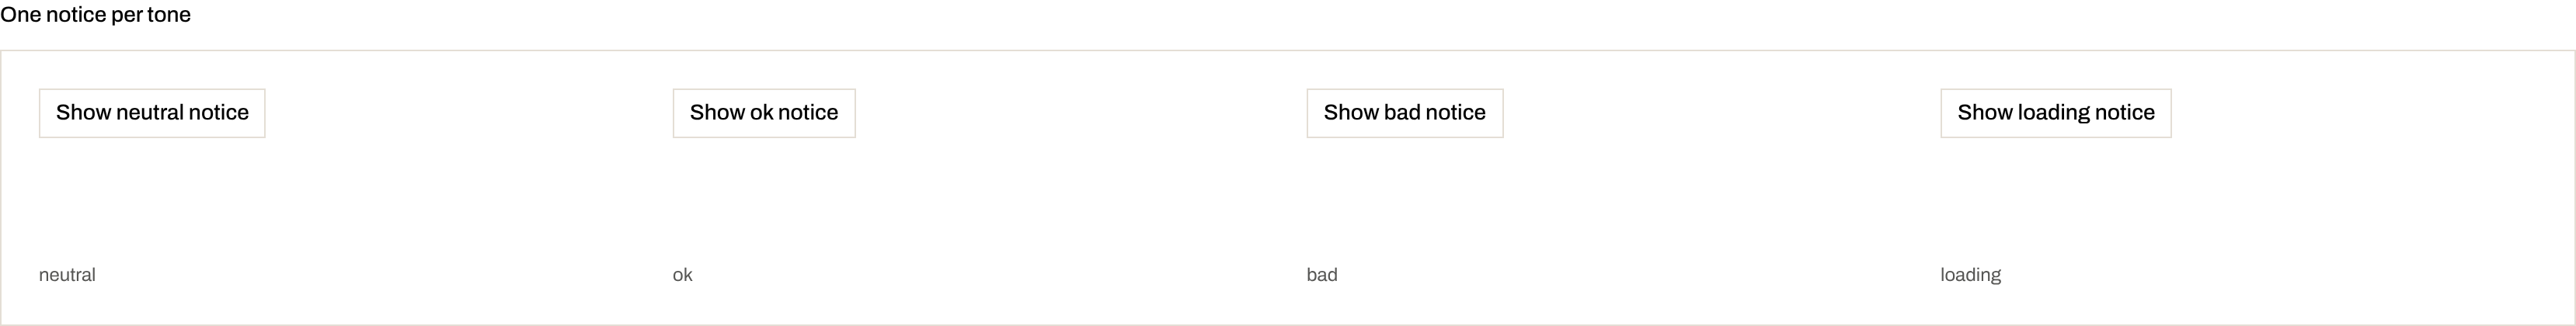 One notice per tone
Show neutral notice
Show ok notice
Show bad notice
Show loading notice
neutral
ok
bad
loading